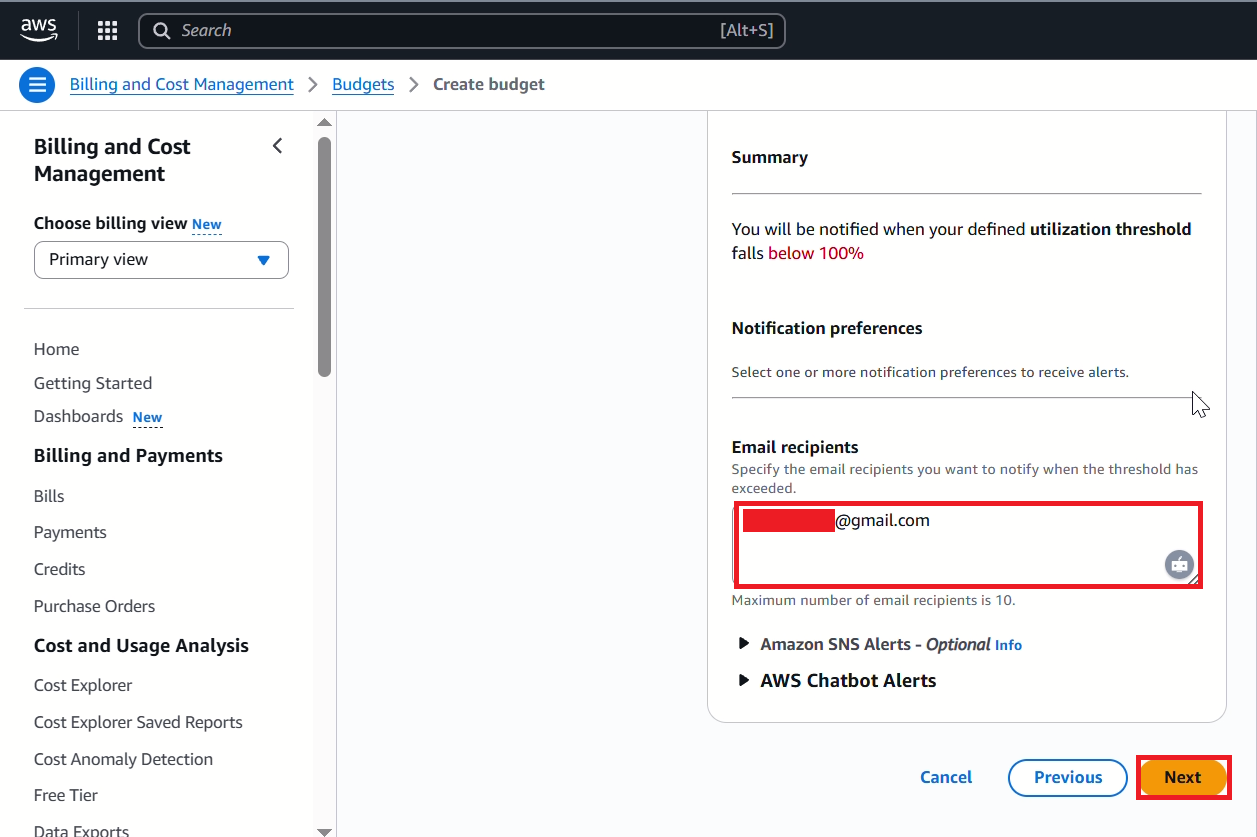 aws
Search
[Alt+S]
Billing and Cost Management
Budgets
Create budget
Billing and Cost
Management
Choose billing view New
Primary view
Home
Getting Started
Dashboards New
Billing and Payments
Bills
Payments
Credits
Purchase Orders
Cost and Usage Analysis
Cost Explorer
Cost Explorer Saved Reports
Cost Anomaly Detection
Free Tier
Data Exports
Summary
You will be notified when your defined utilization threshold
falls below 100%
Notification preferences
Select one or more notification preferences to receive alerts.
Email recipients
Specify the email recipients you want to notify when the threshold has
exceeded.
@gmail.com
Maximum number of email recipients is 10.
Amazon SNS Alerts - Optional Info
AWS Chatbot Alerts
Cancel
Previous
Next